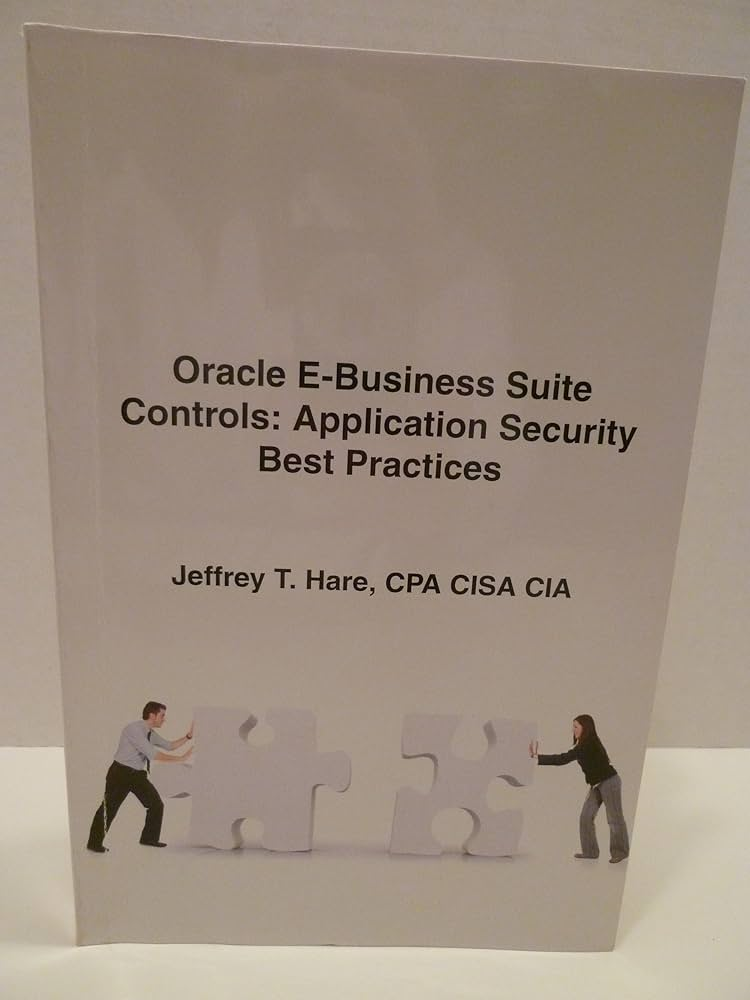 Oracle E-Business Suite
Controls: Application Security
Best Practices
Jeffrey T. Hare, CPA CISA CIA